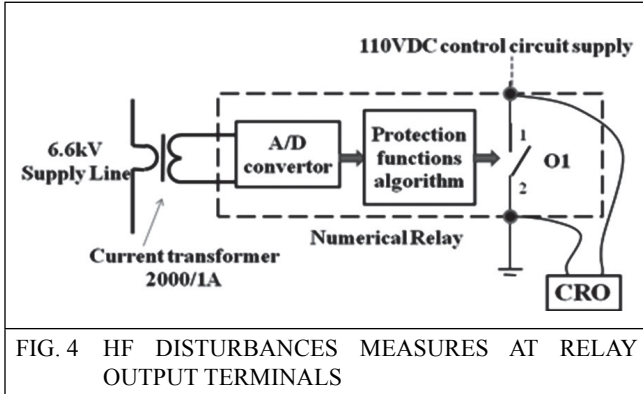 110VDC control circuit supply
6.6kV
Supply Line
A/D
convertor
Protection
functions
algorithm
1
O1
2
Numerical Relay
Current transformer
2000/1A
CRO
FIG. 4 HF DISTURBANCES MEASURES AT RELAY
OUTPUT TERMINALS